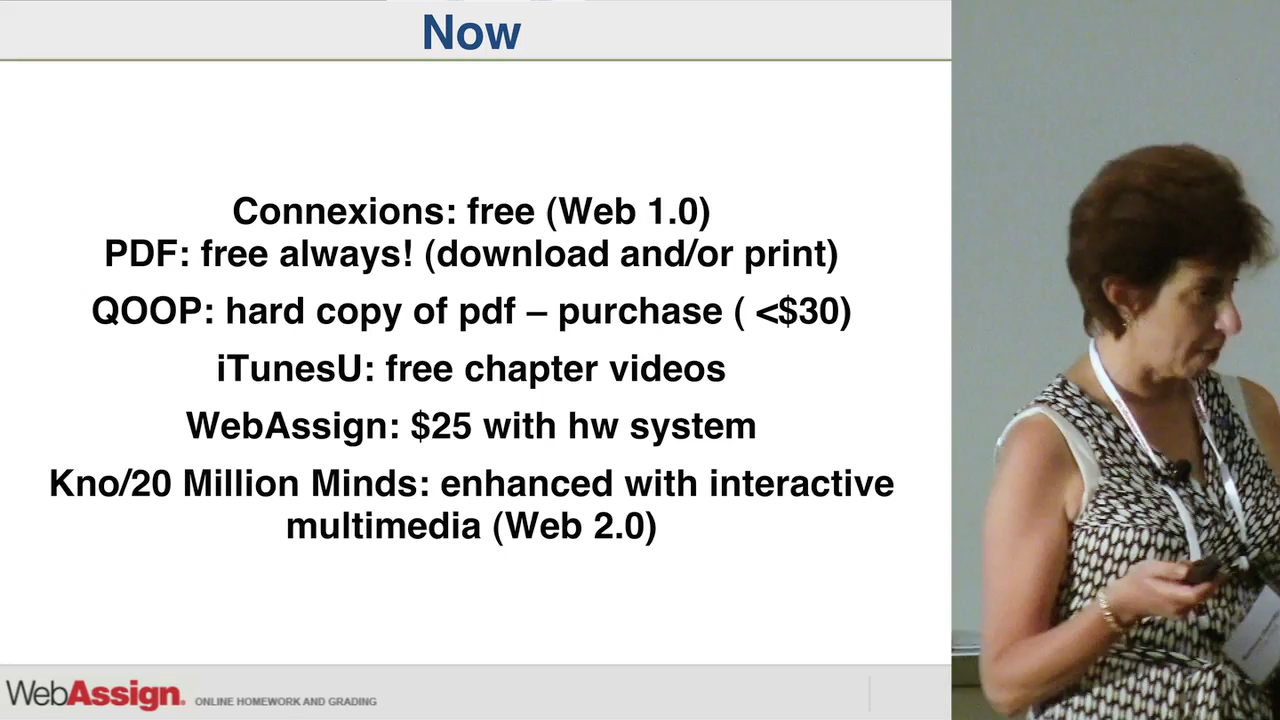 Now
Connexions: free (Web 1.0)
PDF: free always! (download and/or print)
QOOP: hard copy of pdf – purchase ( <$30)
iTunesU: free chapter videos
WebAssign: $25 with hw system
Kno/20 Million Minds: enhanced with interactive
multimedia (Web 2.0)
WebAssign. ONLINE HOMEWORK AND GRADING